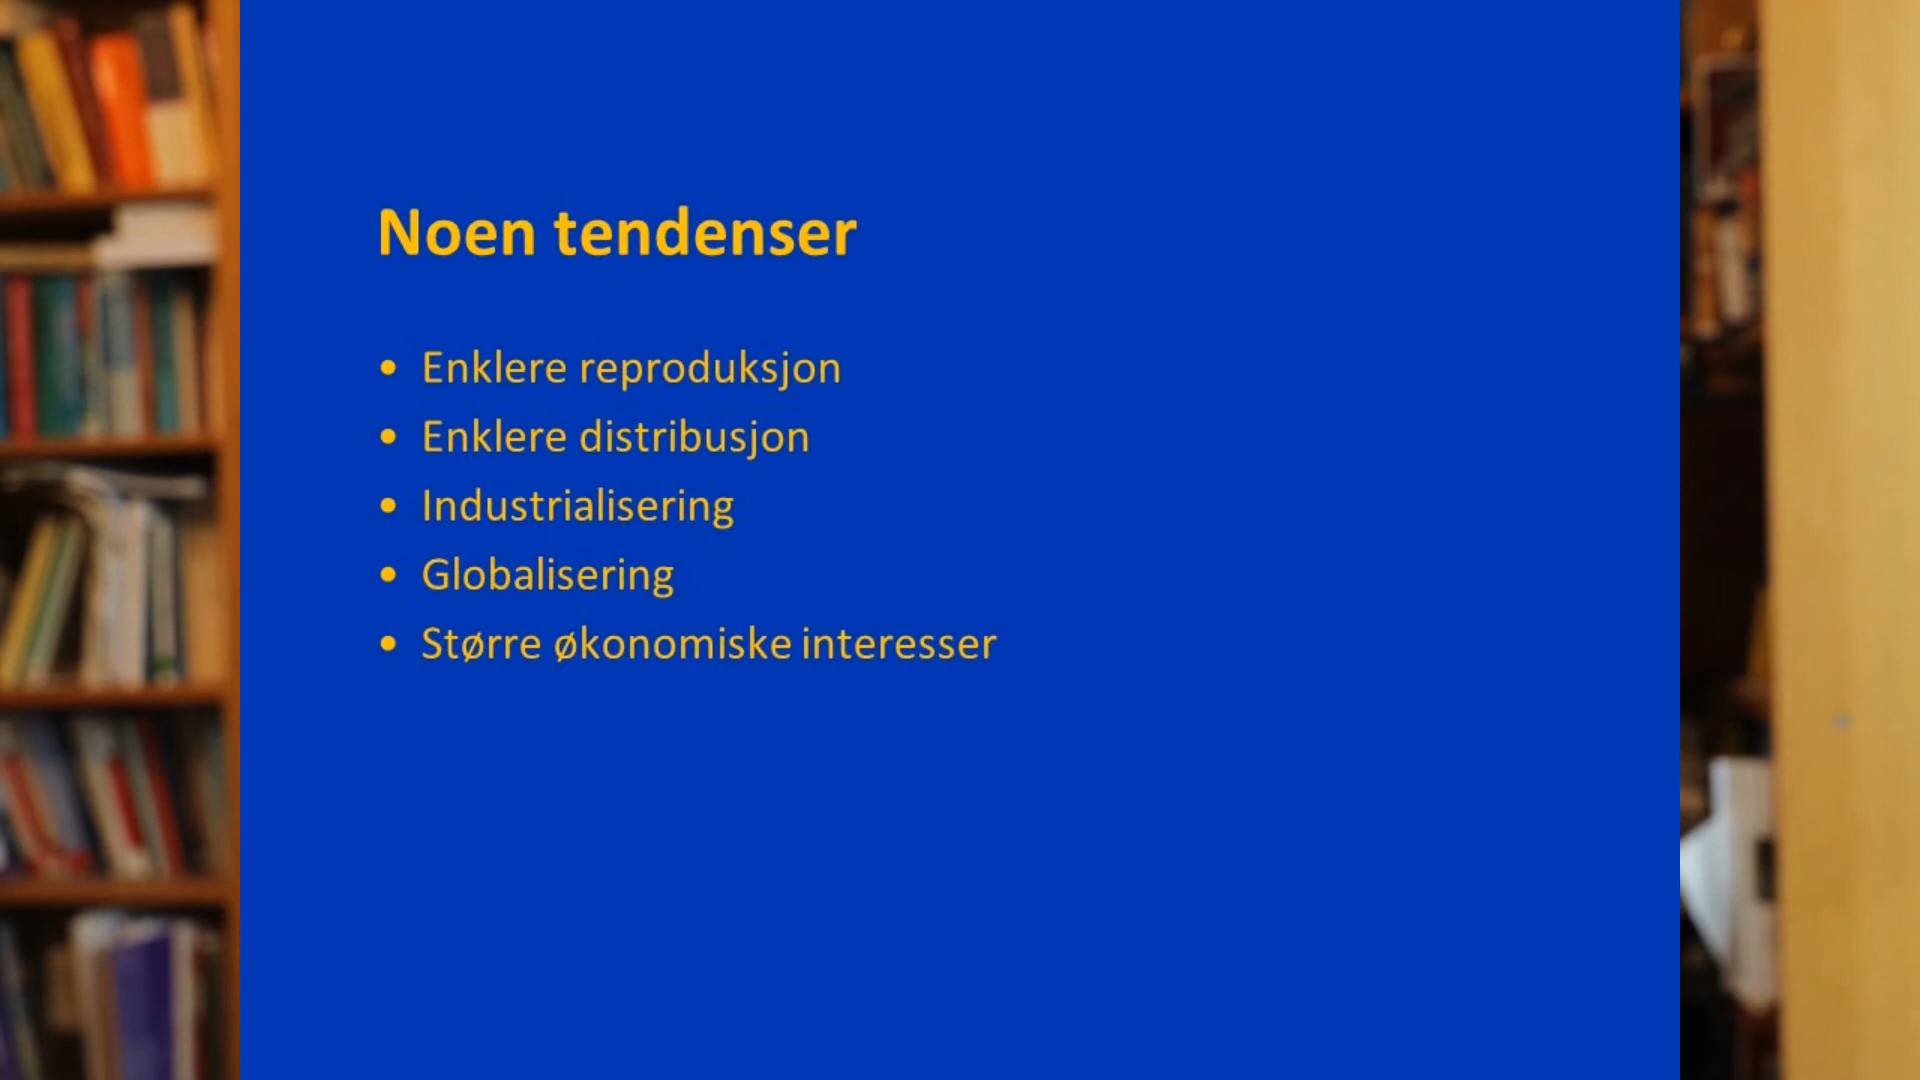 Noen tendenser
• Enklere reproduksjon
• Enklere distribusjon
• Industrialisering
• Globalisering
• Større økonomiske interesser